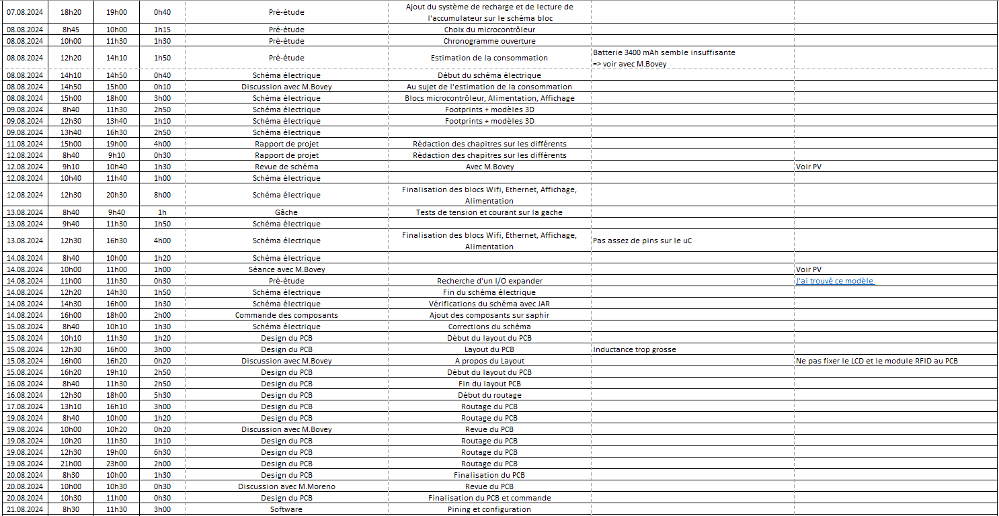 07.08.2024 18h20 19h00 0h40 Pré-étude Ajout du système de recharge et de lecture de
l'accumulateur sur le schéma bloc
08.08.2024 8h45 10h00 1h15 Pré-étude Choix du microcontrôleur
08.08.2024 10h00 11h30 1h30 Pré-étude Chronogramme ouverture
08.08.2024 12h20 14h10 1h50 Pré-étude Estimation de la consommation Batterie 3400 mAh semble insuffisante
=> voir avec M.Bovey
08.08.2024 14h10 14h50 0h40 Schéma électrique Début du schéma électrique
08.08.2024 14h50 15h00 0h10 Discussion avec M.Bovey Au sujet de l'estimation de la consommation
08.08.2024 15h00 18h00 3h00 Schéma électrique Blocs microcontrôleur, Alimentation, Affichage
09.08.2024 8h40 11h30 2h50 Schéma électrique Footprints + modèles 3D
09.08.2024 12h30 13h40 1h10 Schéma électrique Footprints + modèles 3D
09.08.2024 13h40 16h30 2h50 Schéma électrique
11.08.2024 15h00 19h00 4h00 Rapport de projet Rédaction des chapitres sur les différents
12.08.2024 8h40 9h10 0h30 Rapport de projet Rédaction des chapitres sur les différents
12.08.2024 9h10 10h40 1h30 Revue de schéma Avec M.Bovey Voir PV
12.08.2024 10h40 11h40 1h00 Schéma électrique
12.08.2024 12h30 20h30 8h00 Schéma électrique Finalisation des blocs Wifi, Ethernet, Affichage,
Alimentation
13.08.2024 8h40 9h40 1h Gâche Tests de tension et courant sur la gache
13.08.2024 9h40 11h30 1h50 Schéma électrique
13.08.2024 12h30 16h30 4h00 Schéma électrique Finalisation des blocs Wifi, Ethernet, Affichage,
Alimentation Pas assez de pins sur le uC
14.08.2024 8h40 10h00 1h20 Schéma électrique
14.08.2024 10h00 11h00 1h00 Séance avec M.Bovey Voir PV
14.08.2024 11h00 11h30 0h30 Pré-étude Recherche d'un I/O expander J'ai trouvé ce modèle
14.08.2024 12h20 14h30 1h50 Schéma électrique Fin du schéma électrique
14.08.2024 14h30 16h00 1h30 Schéma électrique Vérifications du schéma avec JAR
14.08.2024 16h00 18h00 2h00 Commande des composants Ajout des composants sur saphir
15.08.2024 8h40 10h10 1h30 Schéma électrique Corrections du schéma
15.08.2024 10h10 11h30 1h20 Design du PCB Début du layout du PCB
15.08.2024 12h30 16h00 3h00 Design du PCB Layout du PCB Inductance trop grosse
15.08.2024 16h00 16h20 0h20 Discussion avec M.Bovey A propos du Layout Ne pas fixer le LCD et le module RFID au PCB
15.08.2024 16h20 19h10 2h50 Design du PCB Début du layout du PCB
16.08.2024 8h40 11h30 2h50 Design du PCB Fin du layout PCB
16.08.2024 12h30 18h00 5h30 Design du PCB Début du routage
17.08.2024 13h10 16h10 3h00 Design du PCB Routage du PCB
19.08.2024 8h40 10h00 1h20 Design du PCB Routage du PCB
19.08.2024 10h00 10h20 0h20 Discussion avec M.Bovey Revue du PCB
19.08.2024 10h20 11h30 1h10 Design du PCB Routage du PCB
19.08.2024 12h30 19h00 6h30 Design du PCB Routage du PCB
19.08.2024 21h00 23h00 2h00 Design du PCB Routage du PCB
20.08.2024 8h30 10h00 1h30 Design du PCB Finalisation du PCB
20.08.2024 10h00 10h30 0h30 Discussion avec M.Moreno Revue du PCB
20.08.2024 10h30 11h00 0h30 Design du PCB Finalisation du PCB et commande
21.08.2024 8h30 11h30 3h00 Software Pining et configuration